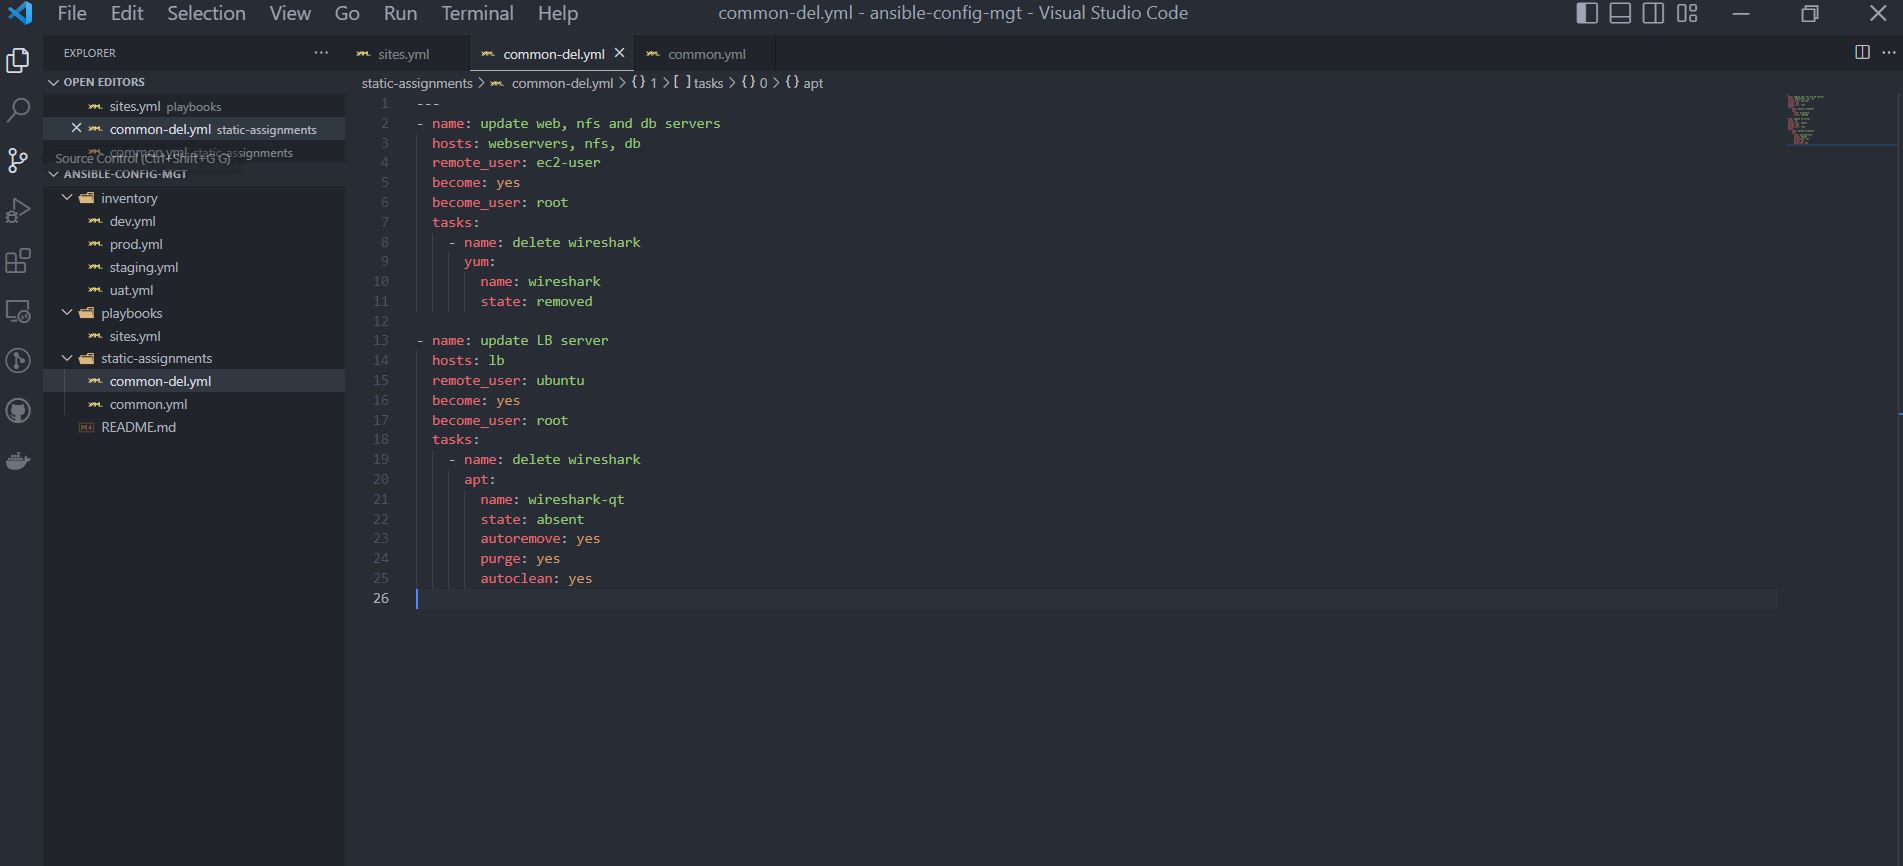 File Edit Selection View Go Run Terminal Help
common-del.yml - ansible-config-mgt - Visual Studio Code
EXPLORER
OPEN EDITORS
sites.yml playbooks
common-del.yml static-assignments
common.yml static-assignments
Source Control (Ctrl+Shift+G G)
ANSIBLE-CONFIG-MGT
inventory
dev.yml
prod.yml
staging.yml
uat.yml
playbooks
sites.yml
static-assignments
common-del.yml
common.yml
README.md
sites.yml common-del.yml common.yml
static-assignments > common-del.yml > {} 1 > [ ] tasks > {} 0 > {} apt
1 ---
2 - name: update web, nfs and db servers
3 hosts: webservers, nfs, db
4 remote_user: ec2-user
5 become: yes
6 become_user: root
7 tasks:
8 - name: delete wireshark
9 yum:
10 name: wireshark
11 state: removed
12
13 - name: update LB server
14 hosts: lb
15 remote_user: ubuntu
16 become: yes
17 become_user: root
18 tasks:
19 - name: delete wireshark
20 apt:
21 name: wireshark-qt
22 state: absent
23 autoremove: yes
24 purge: yes
25 autoclean: yes
26